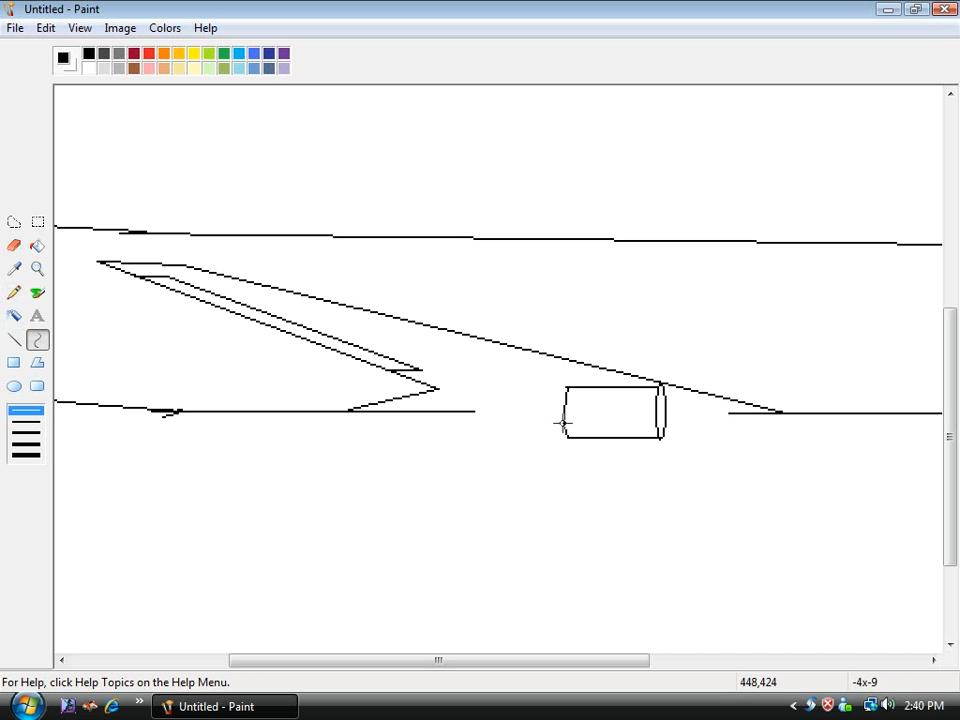 Untitled - Paint
File Edit View Image Colors Help
For Help, click Help Topics on the Help Menu.
448,424
-4x-9
Untitled - Paint
2:40 PM